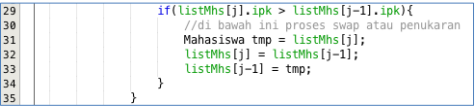 29 if(listMhs[j].ipk > listMhs[j-1].ipk){
30 //di bawah ini proses swap atau penukaran
31 Mahasiswa tmp = listMhs[j];
32 listMhs[j] = listMhs[j-1];
33 listMhs[j-1] = tmp;
34 }
35 }